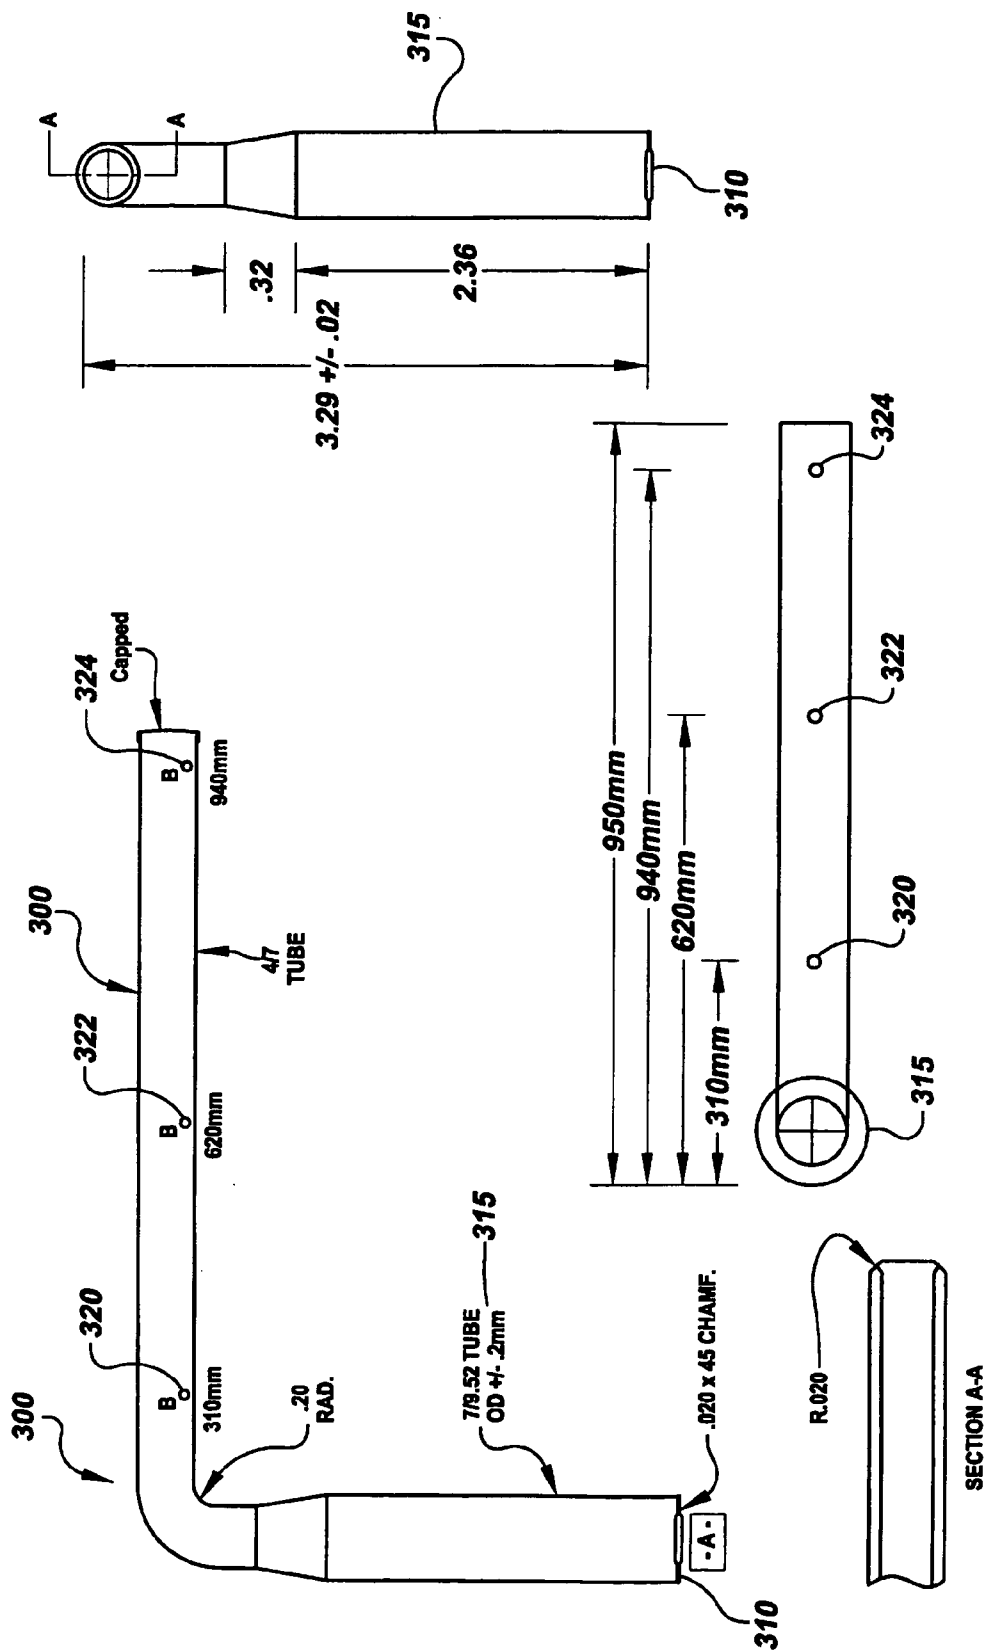 300
320
B
310mm
322
B
620mm
300
324
B
940mm
Capped
4/7
TUBE
.20
RAD.
7/9.52 TUBE
OD +/- .2mm
315
.020 x 45 CHAMF.
310
- A -
A
A
.32
2.36
3.29 +/- .02
315
310
950mm
940mm
620mm
310mm
320
322
324
315
R.020
SECTION A-A